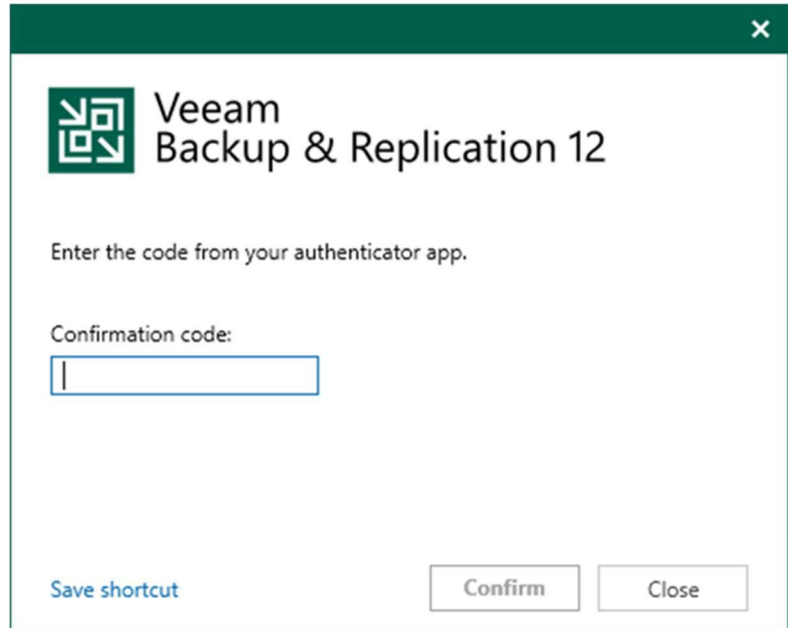 Veeam
Backup & Replication 12
Enter the code from your authenticator app.
Confirmation code:
Save shortcut
Confirm
Close